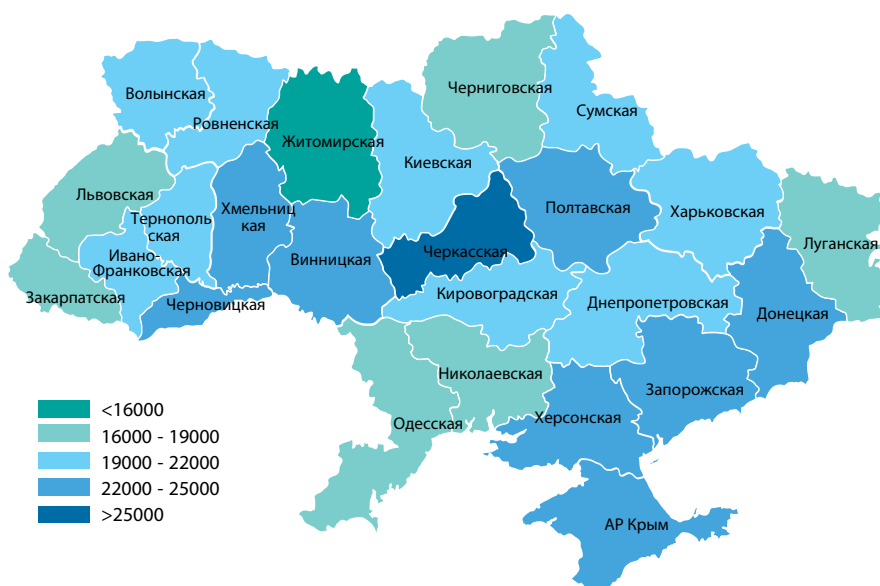 Черниговская
Волынская
Сумская
Ровненская
Житомирская
Киевская
Львовская
Хмельниц
кая
Полтавская
Харьковская
Тернополь
ская
Луганская
Ивано-
Франковская
Винницкая
Черкасская
Закарпатская
Черновицкая
Кировоградская
Днепропетровская
Донецкая
Николаевская
Запорожская
Одесская
Херсонская
АР Крым
<16000
16000 - 19000
19000 - 22000
22000 - 25000
>25000